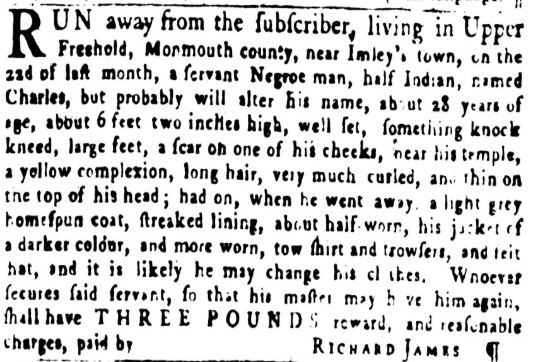 RUN away from the ſubſcriber, living in Upper
Freehold, Monmouth county, near Imley's town, on the
22d of laſt month, a ſervant Negroe man, half Indian, named
Charles, but probably will alter his name, about 28 years of
age, about 6 feet two inches high, well ſet, ſomething knock
kneed, large feet, a ſcar on one of his cheeks, near his temple,
a yellow complexion, long hair, very much curled, and thin on
the top of his head; had on, when he went away, a light grey
homeſpun coat, ſtreaked lining, about half-worn, his jacket of
a darker colour, and more worn, tow ſhirt and trowſers, and felt
hat, and it is likely he may change his clothes. Whoever
ſecures ſaid ſervant, ſo that his maſter may have him again,
ſhall have THREE POUNDS reward, and reaſonable
charges, paid by RICHARD JAMES ¶